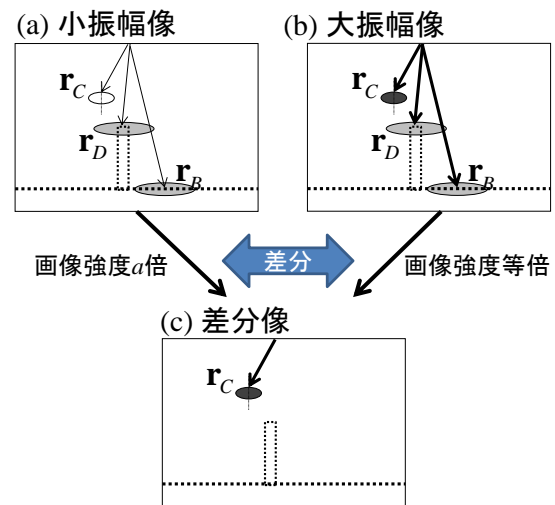 (a) 小振幅像
(b) 大振幅像
r_C
r_D
r_B
r_C
r_D
r_B
画像強度a倍
差分
画像強度等倍
(c) 差分像
r_C